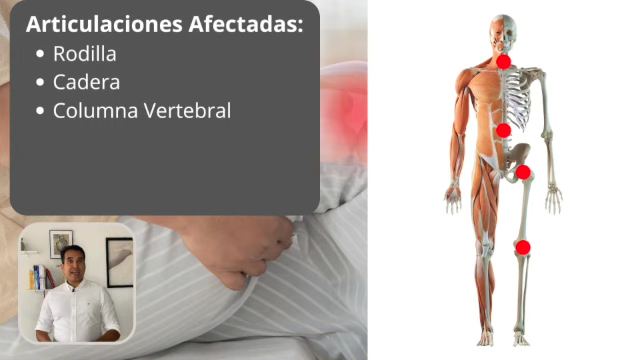 Articulaciones Afectadas:
• Rodilla
• Cadera
• Columna Vertebral